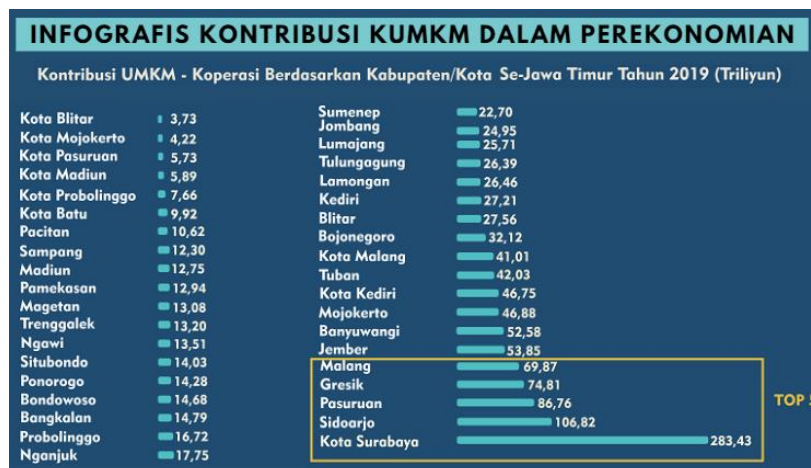 INFOGRAFIS KONTRIBUSI KUMKM DALAM PEREKONOMIAN
Kontribusi UMKM - Koperasi Berdasarkan Kabupaten/Kota Se-Jawa Timur Tahun 2019 (Triliyun)
Kota Blitar 3,73
Kota Mojokerto 4,22
Kota Pasuruan 5,73
Kota Madiun 5,89
Kota Probolinggo 7,66
Kota Batu 9,92
Pacitan 10,62
Sampang 12,30
Madiun 12,75
Pamekasan 12,94
Magetan 13,08
Trenggalek 13,20
Ngawi 13,51
Situbondo 14,03
Ponorogo 14,28
Bondowoso 14,68
Bangkalan 14,79
Probolinggo 16,72
Nganjuk 17,75
Sumenep 22,70
Jombang 24,95
Lumajang 25,71
Tulungagung 26,39
Lamongan 26,46
Kediri 27,21
Blitar 27,56
Bojonegoro 32,12
Kota Malang 41,01
Tuban 42,03
Kota Kediri 46,75
Mojokerto 46,88
Banyuwangi 52,58
Jember 53,85
Malang 69,87
Gresik 74,81
Pasuruan 86,76
Sidoarjo 106,82
Kota Surabaya 283,43
TOP 5